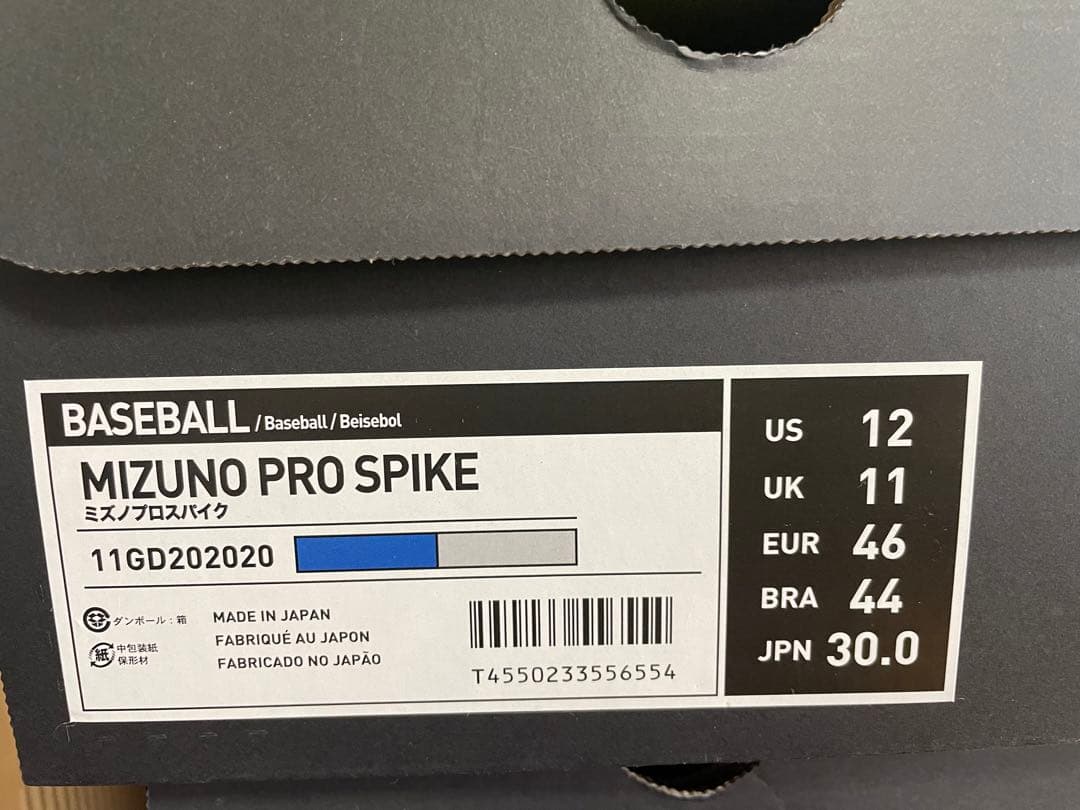 BASEBALL / Baseball / Beisebol
MIZUNO PRO SPIKE
ミズノプロスパイク
11GD202020
ダンボール：箱
紙 中包装紙
保形材
MADE IN JAPAN
FABRIQUÉ AU JAPON
FABRICADO NO JAPÃO
T4550233556554
US 12
UK 11
EUR 46
BRA 44
JPN 30.0